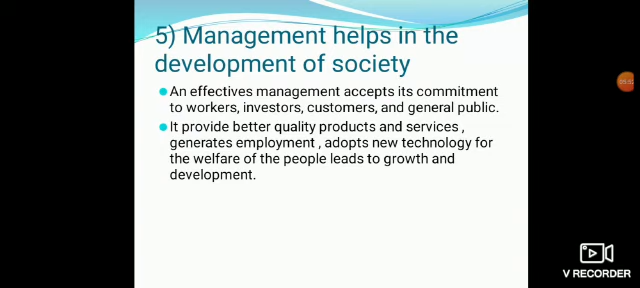 5) Management helps in the
development of society
An effectives management accepts its commitment
to workers, investors, customers, and general public.
It provide better quality products and services ,
generates employment , adopts new technology for
the welfare of the people leads to growth and
development.
V RECORDER